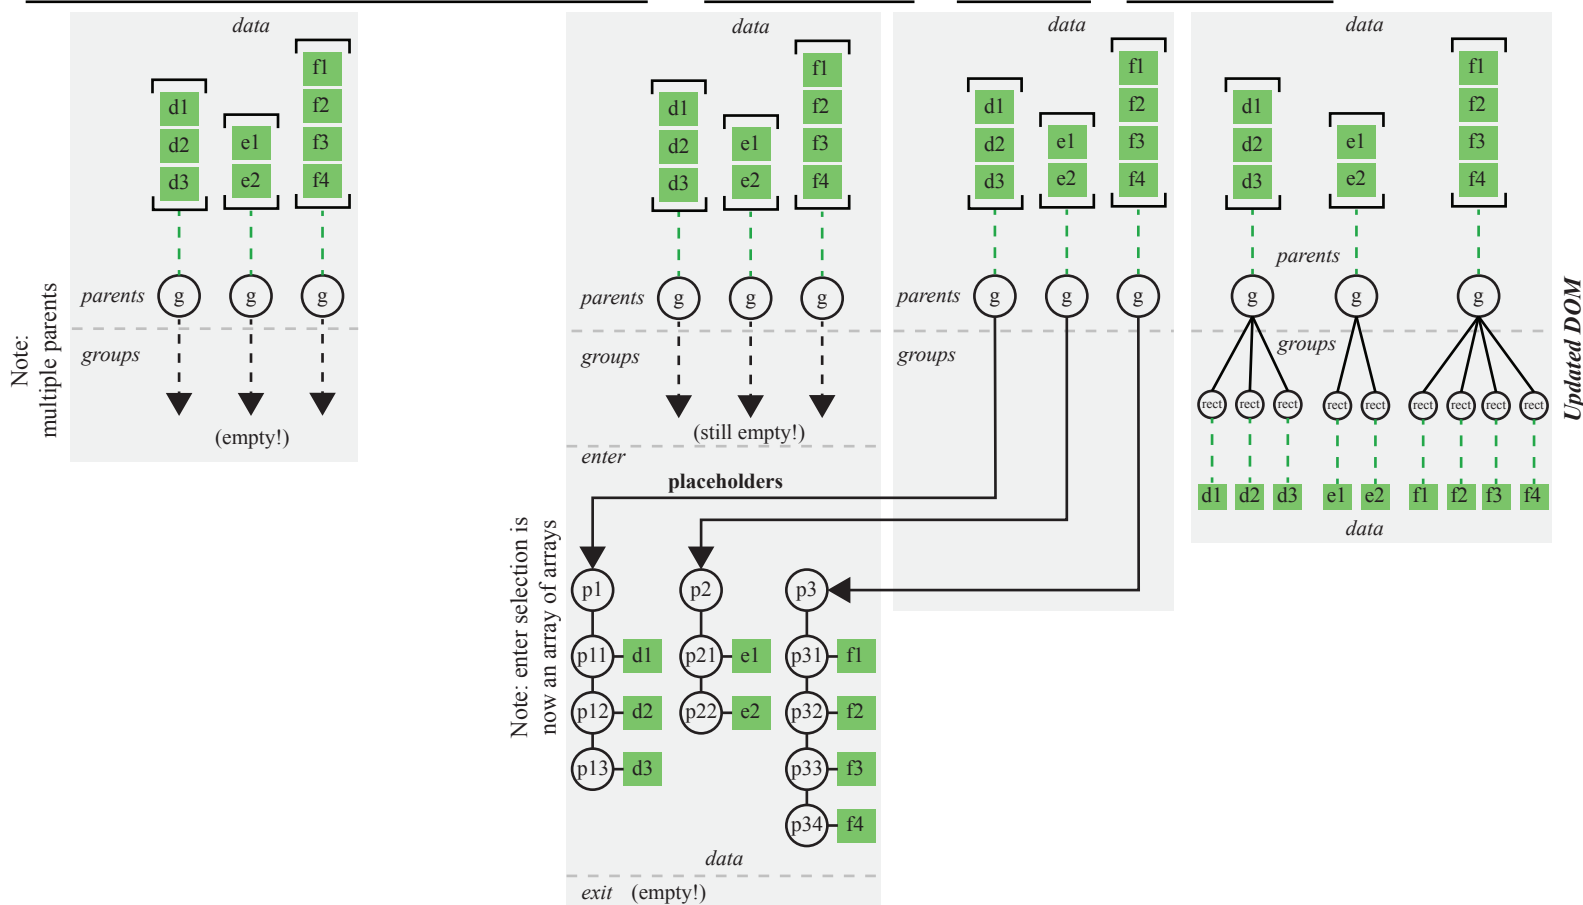 Note:
multiple parents
data
d1
d2
d3
e1
e2
f1
f2
f3
f4
parents
g g g
groups
(empty!)
data
d1
d2
d3
e1
e2
f1
f2
f3
f4
parents
g g g
groups
(still empty!)
enter
placeholders
Note: enter selection is
now an array of arrays
p1 p2 p3
p11 d1 p21 e1 p31 f1
p12 d2 p22 e2 p32 f2
p13 d3 p33 f3
p34 f4
data
exit (empty!)
data
d1
d2
d3
e1
e2
f1
f2
f3
f4
parents
g g g
groups
data
d1
d2
d3
e1
e2
f1
f2
f3
f4
parents
g g g
groups
rect rect rect rect rect rect rect rect rect
d1 d2 d3 e1 e2 f1 f2 f3 f4
data
Updated DOM